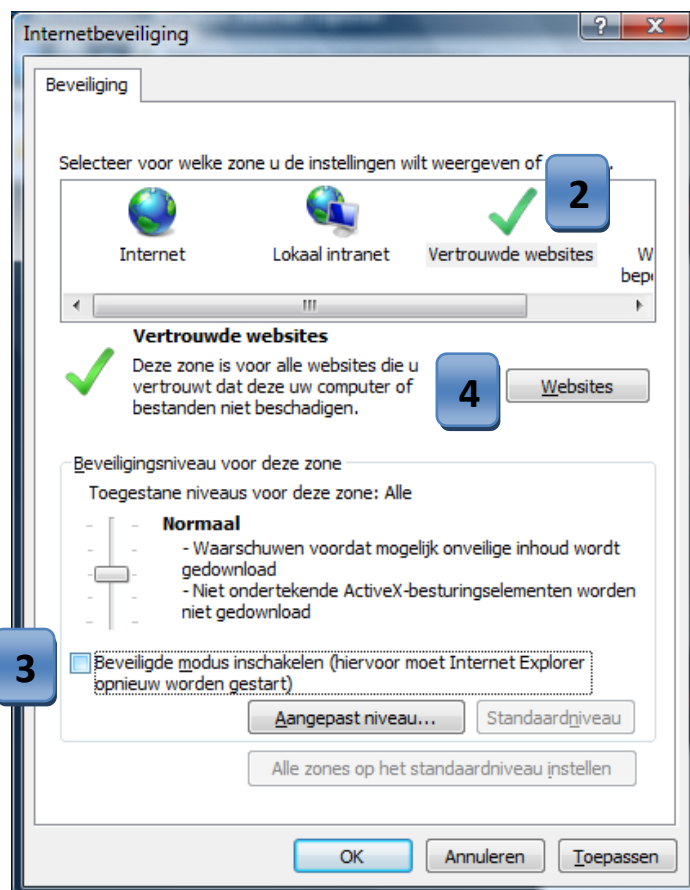 Internetbeveiliging
Beveiliging
Selecteer voor welke zone u de instellingen wilt weergeven of
2
Internet
Lokaal intranet
Vertrouwde websites
Vertrouwde websites
Deze zone is voor alle websites die u
vertrouwt dat deze uw computer of
bestanden niet beschadigen.
4
Websites
Beveiligingsniveau voor deze zone
Toegestane niveaus voor deze zone: Alle
Normaal
- Waarschuwen voordat mogelijk onveilige inhoud wordt
gedownload
- Niet ondertekende ActiveX-besturingselementen worden
niet gedownload
3
Beveiligde modus inschakelen (hiervoor moet Internet Explorer
opnieuw worden gestart)
Aangepast niveau...
Standaardniveau
Alle zones op het standaardniveau instellen
OK
Annuleren
Toepassen